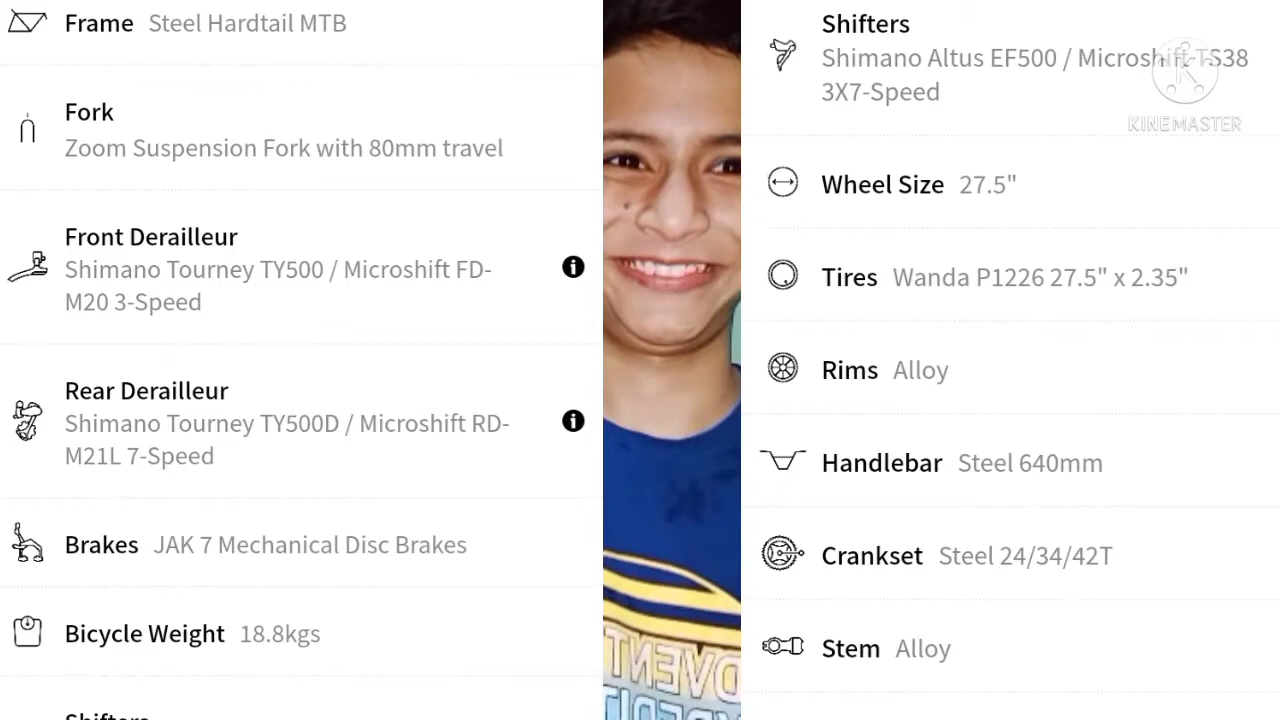 Frame Steel Hardtail MTB
Fork
Zoom Suspension Fork with 80mm travel
Front Derailleur
Shimano Tourney TY500 / Microshift FD-
M20 3-Speed
Rear Derailleur
Shimano Tourney TY500D / Microshift RD-
M21L 7-Speed
Brakes JAK 7 Mechanical Disc Brakes
Bicycle Weight 18.8kgs
Shifters
Shifters
Shimano Altus EF500 / Microshift TS38
3X7-Speed
KINEMASTER
Wheel Size 27.5"
Tires Wanda P1226 27.5" x 2.35"
Rims Alloy
Handlebar Steel 640mm
Crankset Steel 24/34/42T
Stem Alloy